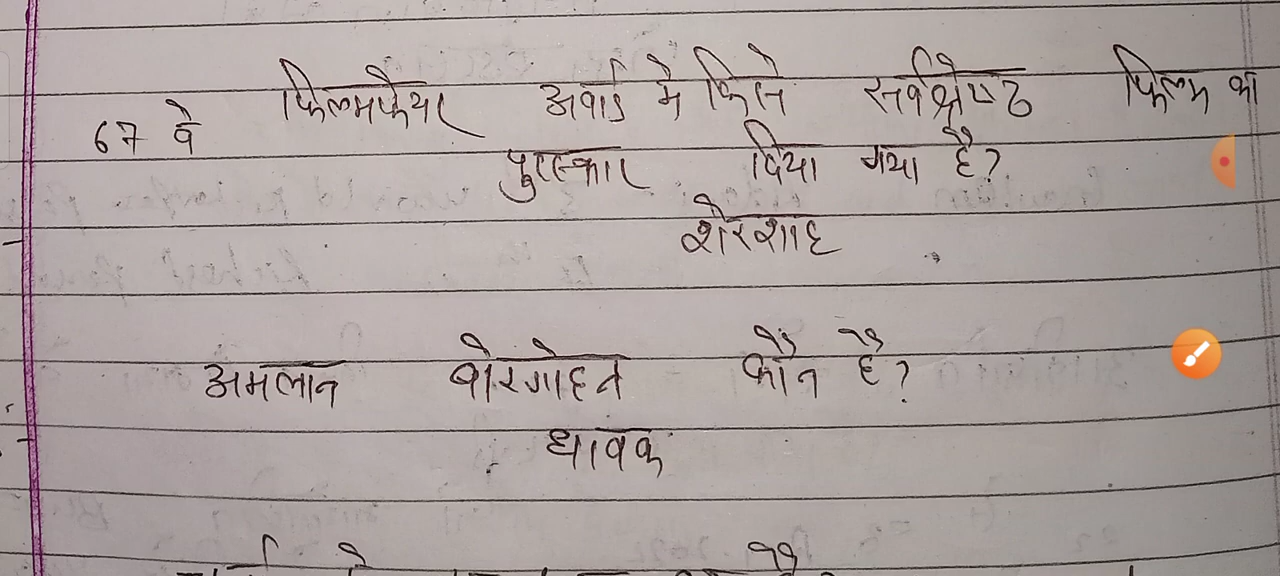 67 वे फिल्मफेयर अवार्ड मे किसे सर्वश्रेष्ठ फिल्म का
पुरस्कार दिया गया है?
शेरशाह
अमलान बोरगोहेन कौन है?
धावक